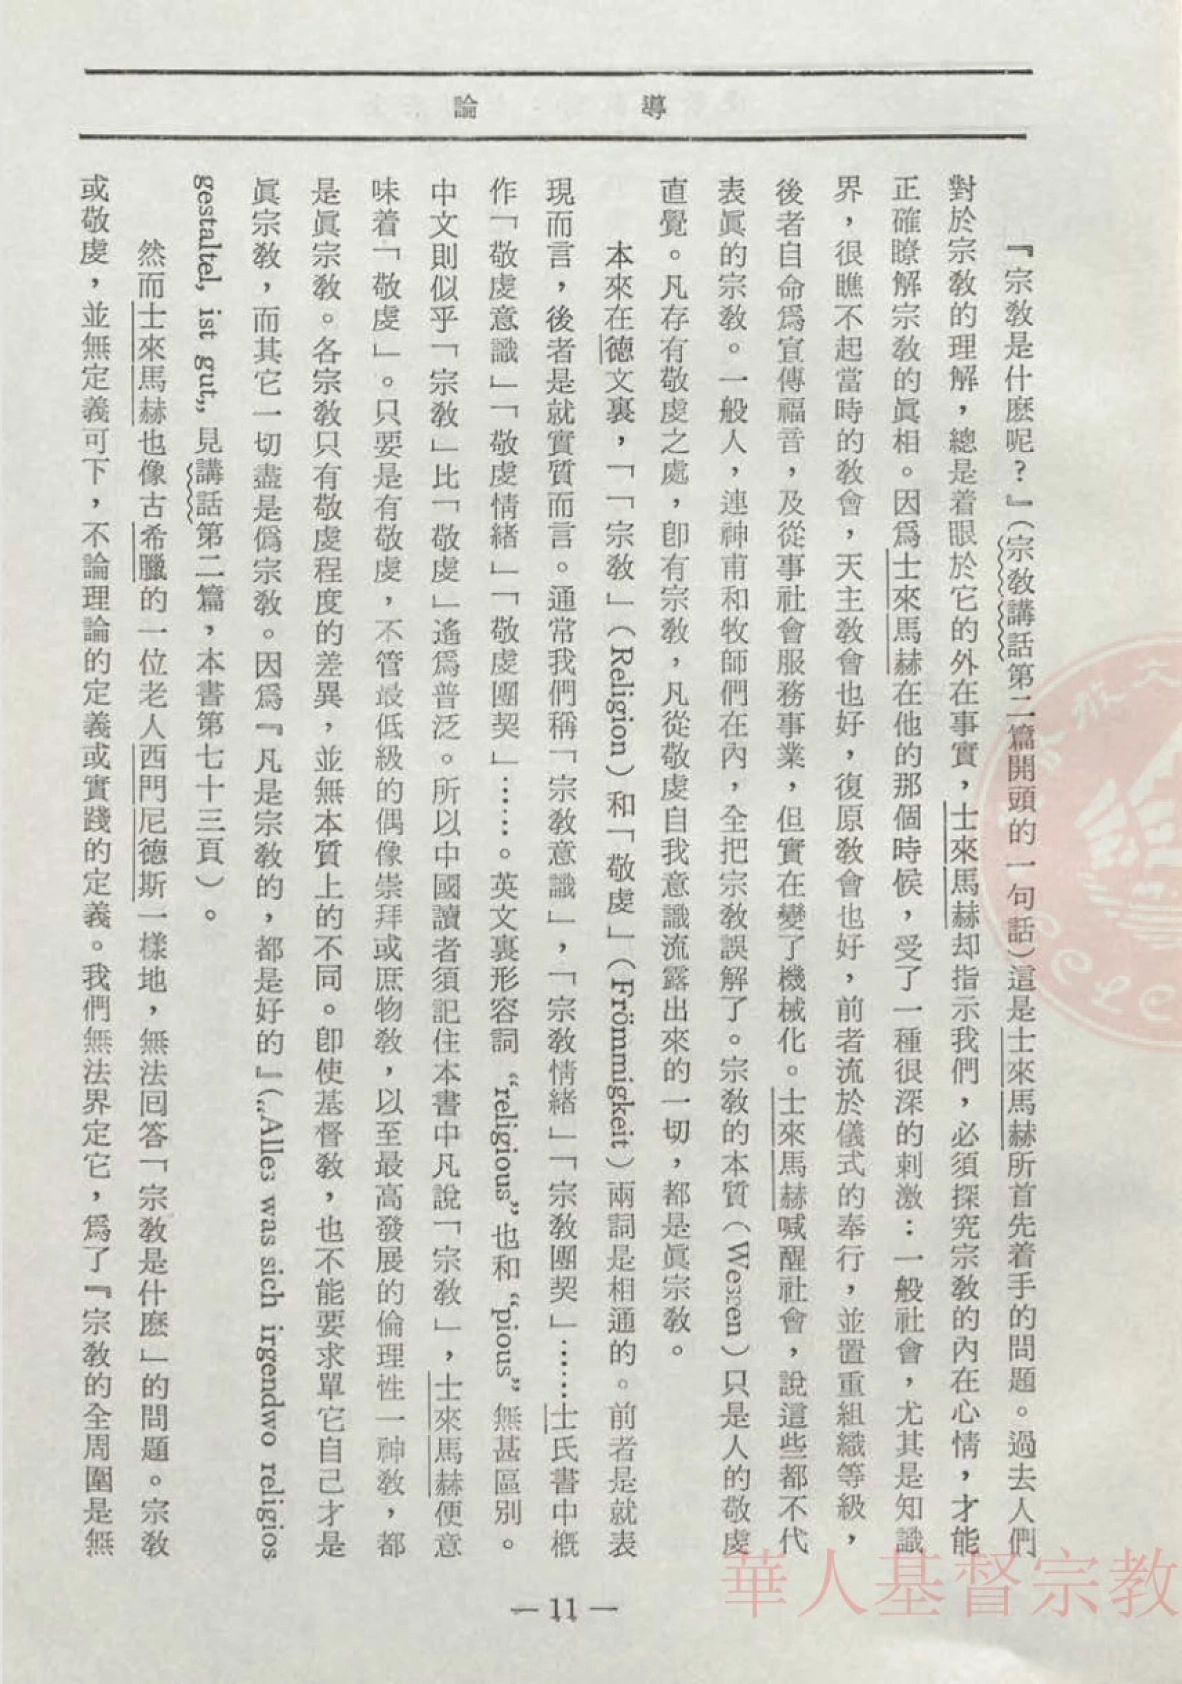 導論
『宗教是什麽呢？』（宗教講話第二篇開頭的一句話）這是士來馬赫所首先着手的問題。過去人們
對於宗教的理解，總是着眼於它的外在事實，士來馬赫却指示我們，必須探究宗教的內在心情，才能
正確瞭解宗教的眞相。因爲士來馬赫在他的那個時候，受了一種很深的刺激：一般社會，尤其是知識
界，很瞧不起當時的教會，天主教會也好，復原教會也好，前者流於儀式的奉行，並置重組織等級，
後者自命爲宣傳福音，及從事社會服務事業，但實在變了機械化。士來馬赫喊醒社會，說這些都不代
表眞的宗教。一般人，連神甫和牧師們在內，全把宗教誤解了。宗教的本質（Wesen）只是人的敬虔
直覺。凡存有敬虔之處，卽有宗教，凡從敬虔自我意識流露出來的一切，都是眞宗教。
本來在德文裏，「「宗教」（Religion）和「敬虔」（Frömmigkeit）兩詞是相通的。前者是就表
現而言，後者是就實質而言。通常我們稱「宗教意識」，「宗教情緒」「宗教團契」……士氏書中槪
作「敬虔意識」「敬虔情緒」「敬虔團契」……。英文裏形容詞“religious”也和“pious”無甚區別。
中文則似乎「宗教」比「敬虔」遙爲普泛。所以中國讀者須記住本書中凡說「宗教」，士來馬赫便意
味着「敬虔」。只要是有敬虔，不管最低級的偶像崇拜或庶物教，以至最高發展的倫理性一神教，都
是眞宗教。各宗教只有敬虔程度的差異，並無本質上的不同。卽使基督教，也不能要求單它自己才是
眞宗教，而其它一切盡是僞宗教。因爲『凡是宗教的，都是好的』（„Alles was sich irgendwo religios
gestaltel, ist gut„見講話第二篇，本書第七十三頁）。
然而士來馬赫也像古希臘的一位老人西門尼德斯一樣地，無法回答「宗教是什麽」的問題。宗教
或敬虔，並無定義可下，不論理論的定義或實踐的定義。我們無法界定它，爲了『宗教的全周圍是無
— 11 —
華人基督宗教